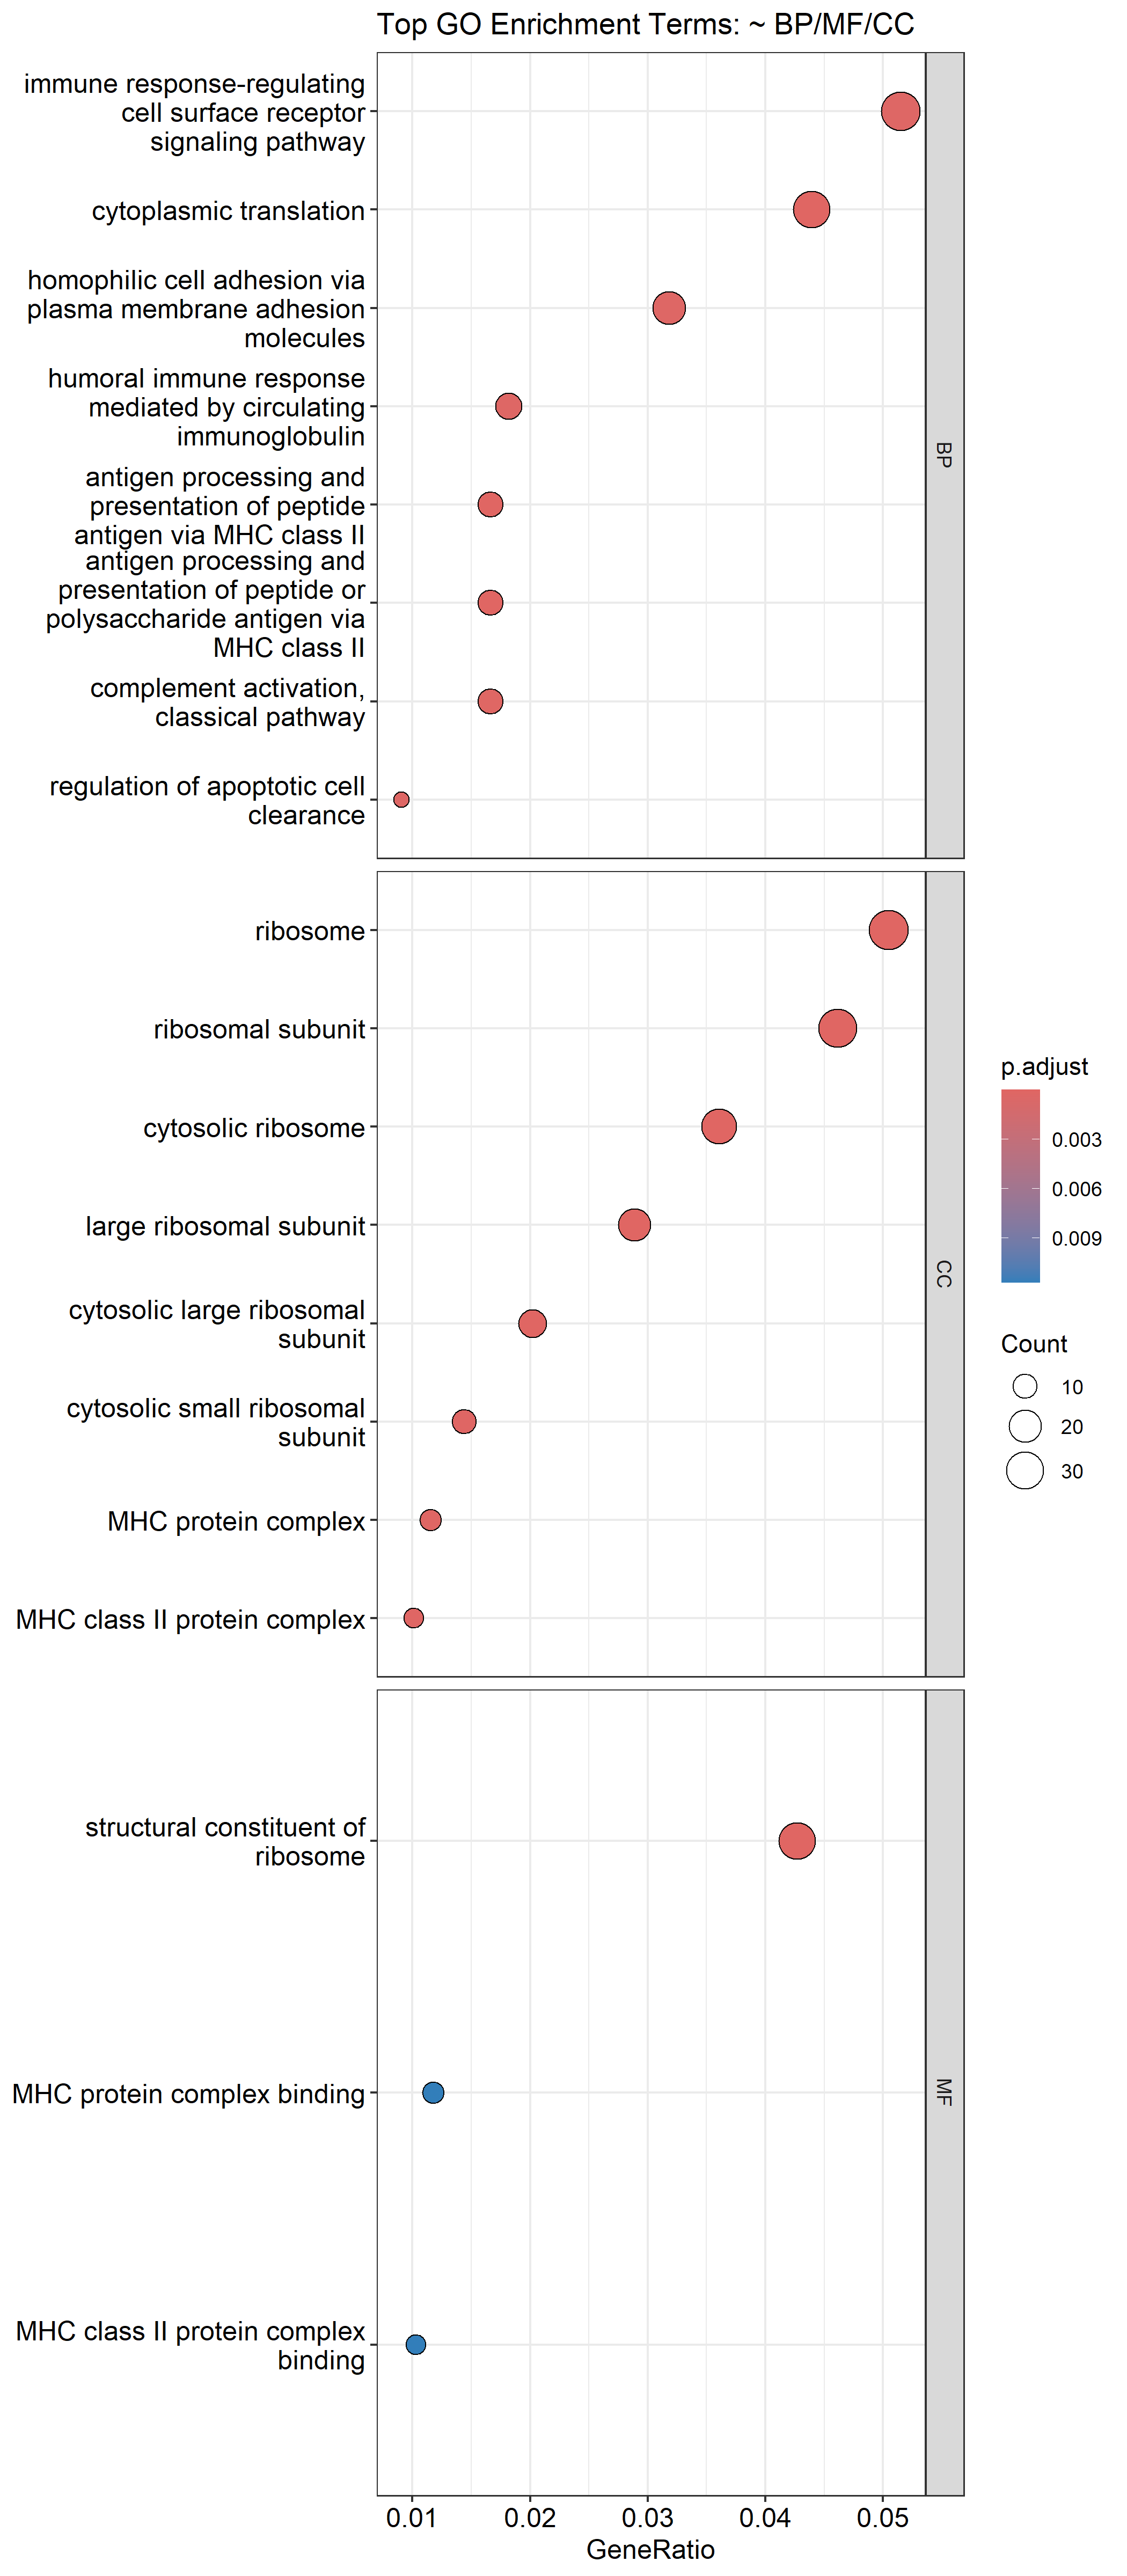 Top GO Enrichment Terms: ~ BP/MF/CC
immune response-regulating
cell surface receptor
signaling pathway
cytoplasmic translation
homophilic cell adhesion via
plasma membrane adhesion
molecules
humoral immune response
mediated by circulating
immunoglobulin
antigen processing and
presentation of peptide
antigen via MHC class II
antigen processing and
presentation of peptide or
polysaccharide antigen via
MHC class II
complement activation,
classical pathway
regulation of apoptotic cell
clearance
BP
ribosome
ribosomal subunit
cytosolic ribosome
large ribosomal subunit
cytosolic large ribosomal
subunit
cytosolic small ribosomal
subunit
MHC protein complex
MHC class II protein complex
CC
structural constituent of
ribosome
MHC protein complex binding
MHC class II protein complex
binding
MF
0.01 0.02 0.03 0.04 0.05
GeneRatio
p.adjust
0.003
0.006
0.009
Count
10
20
30